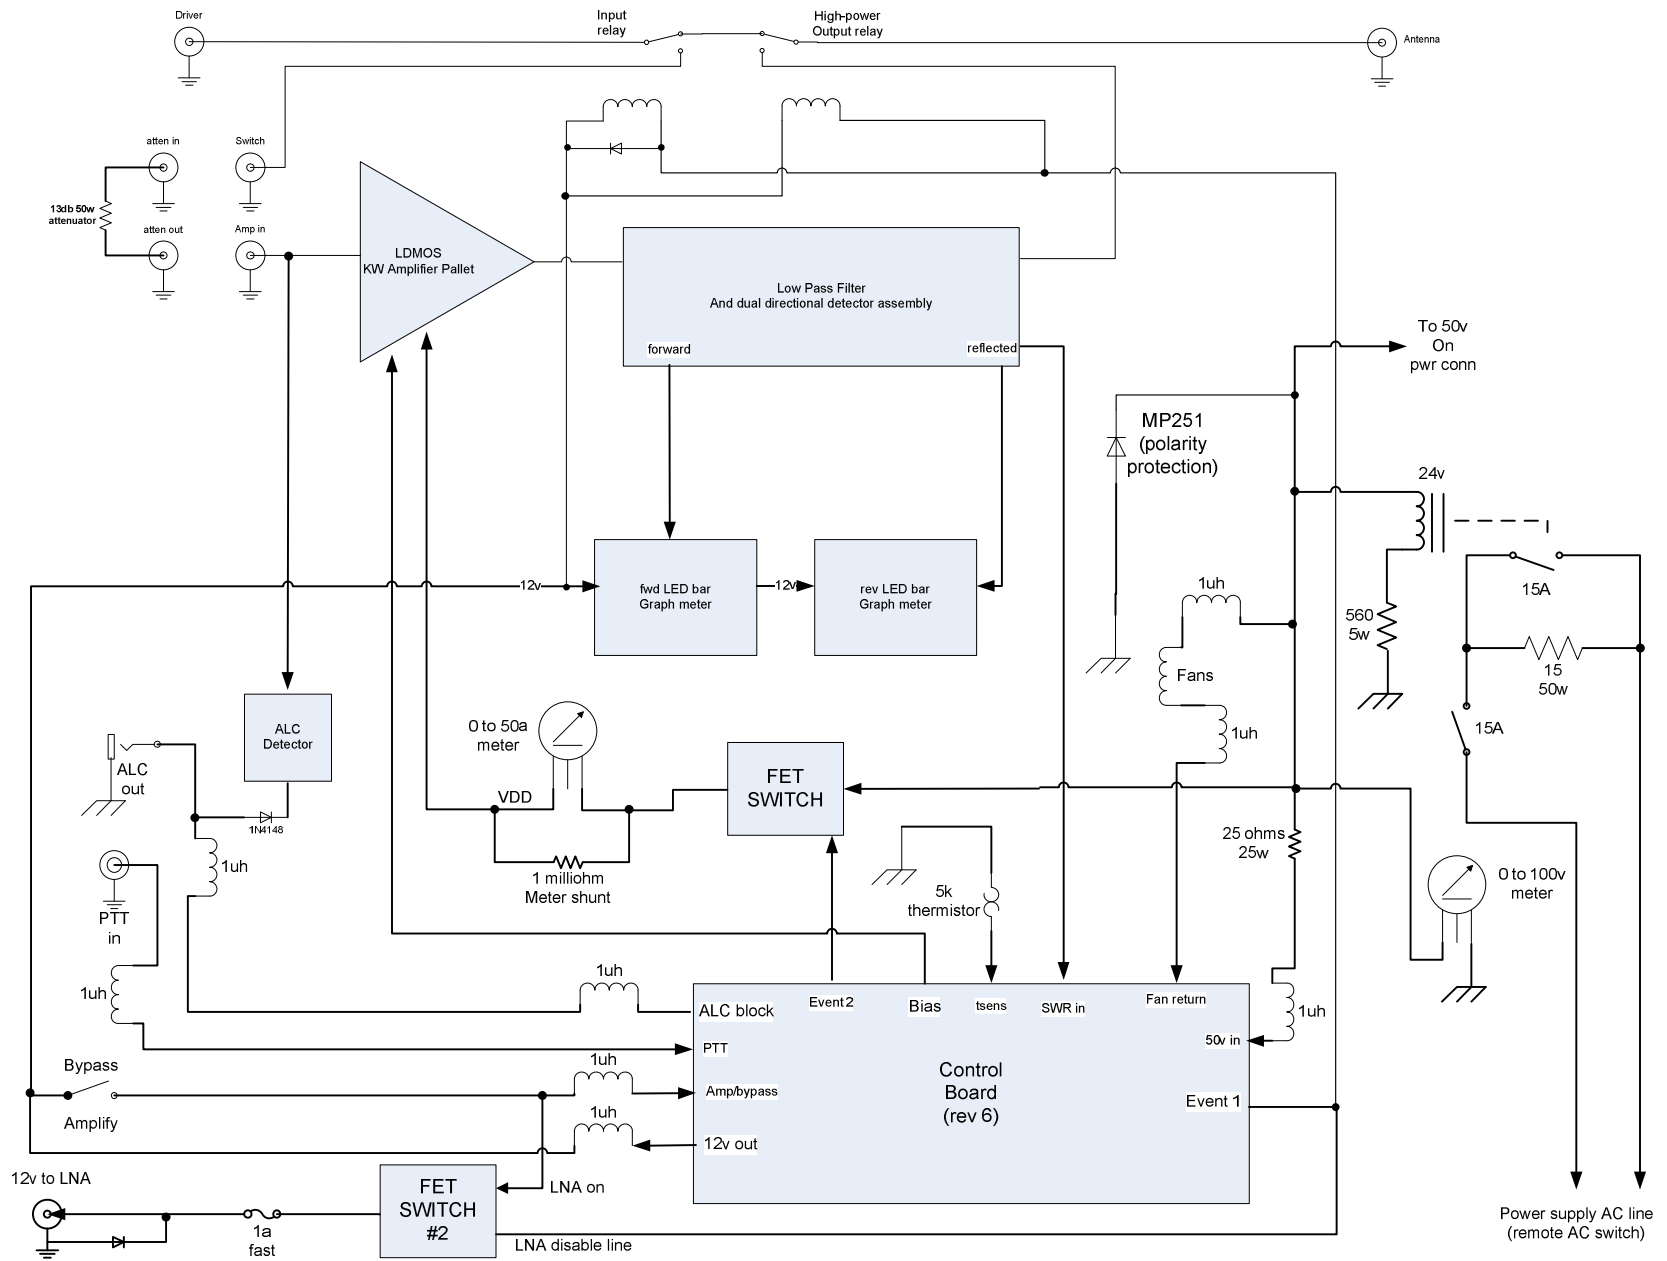 Driver
Input
relay
High-power
Output relay
Antenna
atten in
Switch
13db 50w
attenuator
atten out
Amp in
LDMOS
KW Amplifier Pallet
Low Pass Filter
And dual directional detector assembly
forward
reflected
To 50v
On
pwr conn
MP251
(polarity
protection)
24v
15A
12v
fwd LED bar
Graph meter
12v
rev LED bar
Graph meter
1uh
560
5w
15
50w
Fans
1uh
15A
ALC
Detector
0 to 50a
meter
ALC
out
VDD
FET
SWITCH
1N4148
1uh
25 ohms
25w
1 milliohm
Meter shunt
5k
thermistor
0 to 100v
meter
PTT
in
1uh
1uh
ALC block
Event 2
Bias
tsens
SWR in
Fan return
1uh
50v in
PTT
Bypass
1uh
Amp/bypass
Control
Board
(rev 6)
Event 1
Amplify
1uh
12v out
12v to LNA
FET
SWITCH
#2
LNA on
1a
fast
LNA disable line
Power supply AC line
(remote AC switch)